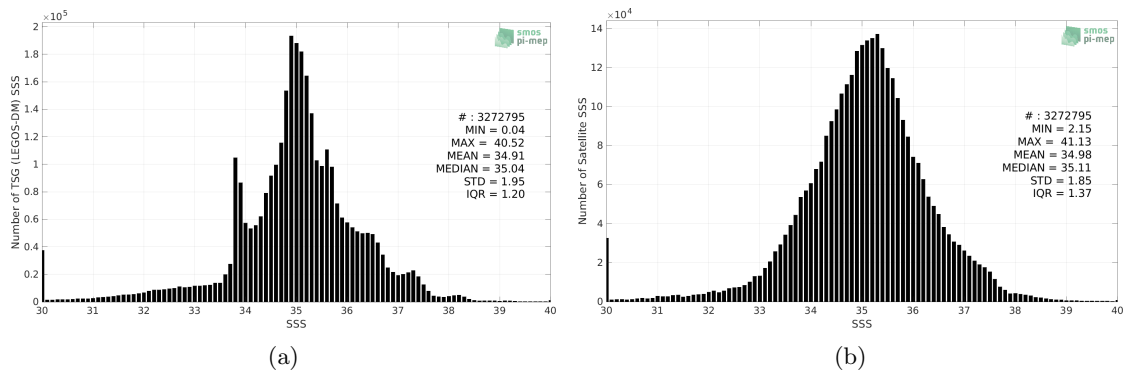 ×10⁵
2
1.8
1.6
1.4
1.2
1
0.8
0.6
0.4
0.2
0
Number of TSG (LEGOS-DM) SSS
smos
pi-mep
# : 3272795
MIN = 0.04
MAX = 40.52
MEAN = 34.91
MEDIAN = 35.04
STD = 1.95
IQR = 1.20
30 31 32 33 34 35 36 37 38 39 40
SSS
(a)
×10⁴
14
12
10
8
6
4
2
0
Number of Satellite SSS
smos
pi-mep
# : 3272795
MIN = 2.15
MAX = 41.13
MEAN = 34.98
MEDIAN = 35.11
STD = 1.85
IQR = 1.37
30 31 32 33 34 35 36 37 38 39 40
SSS
(b)